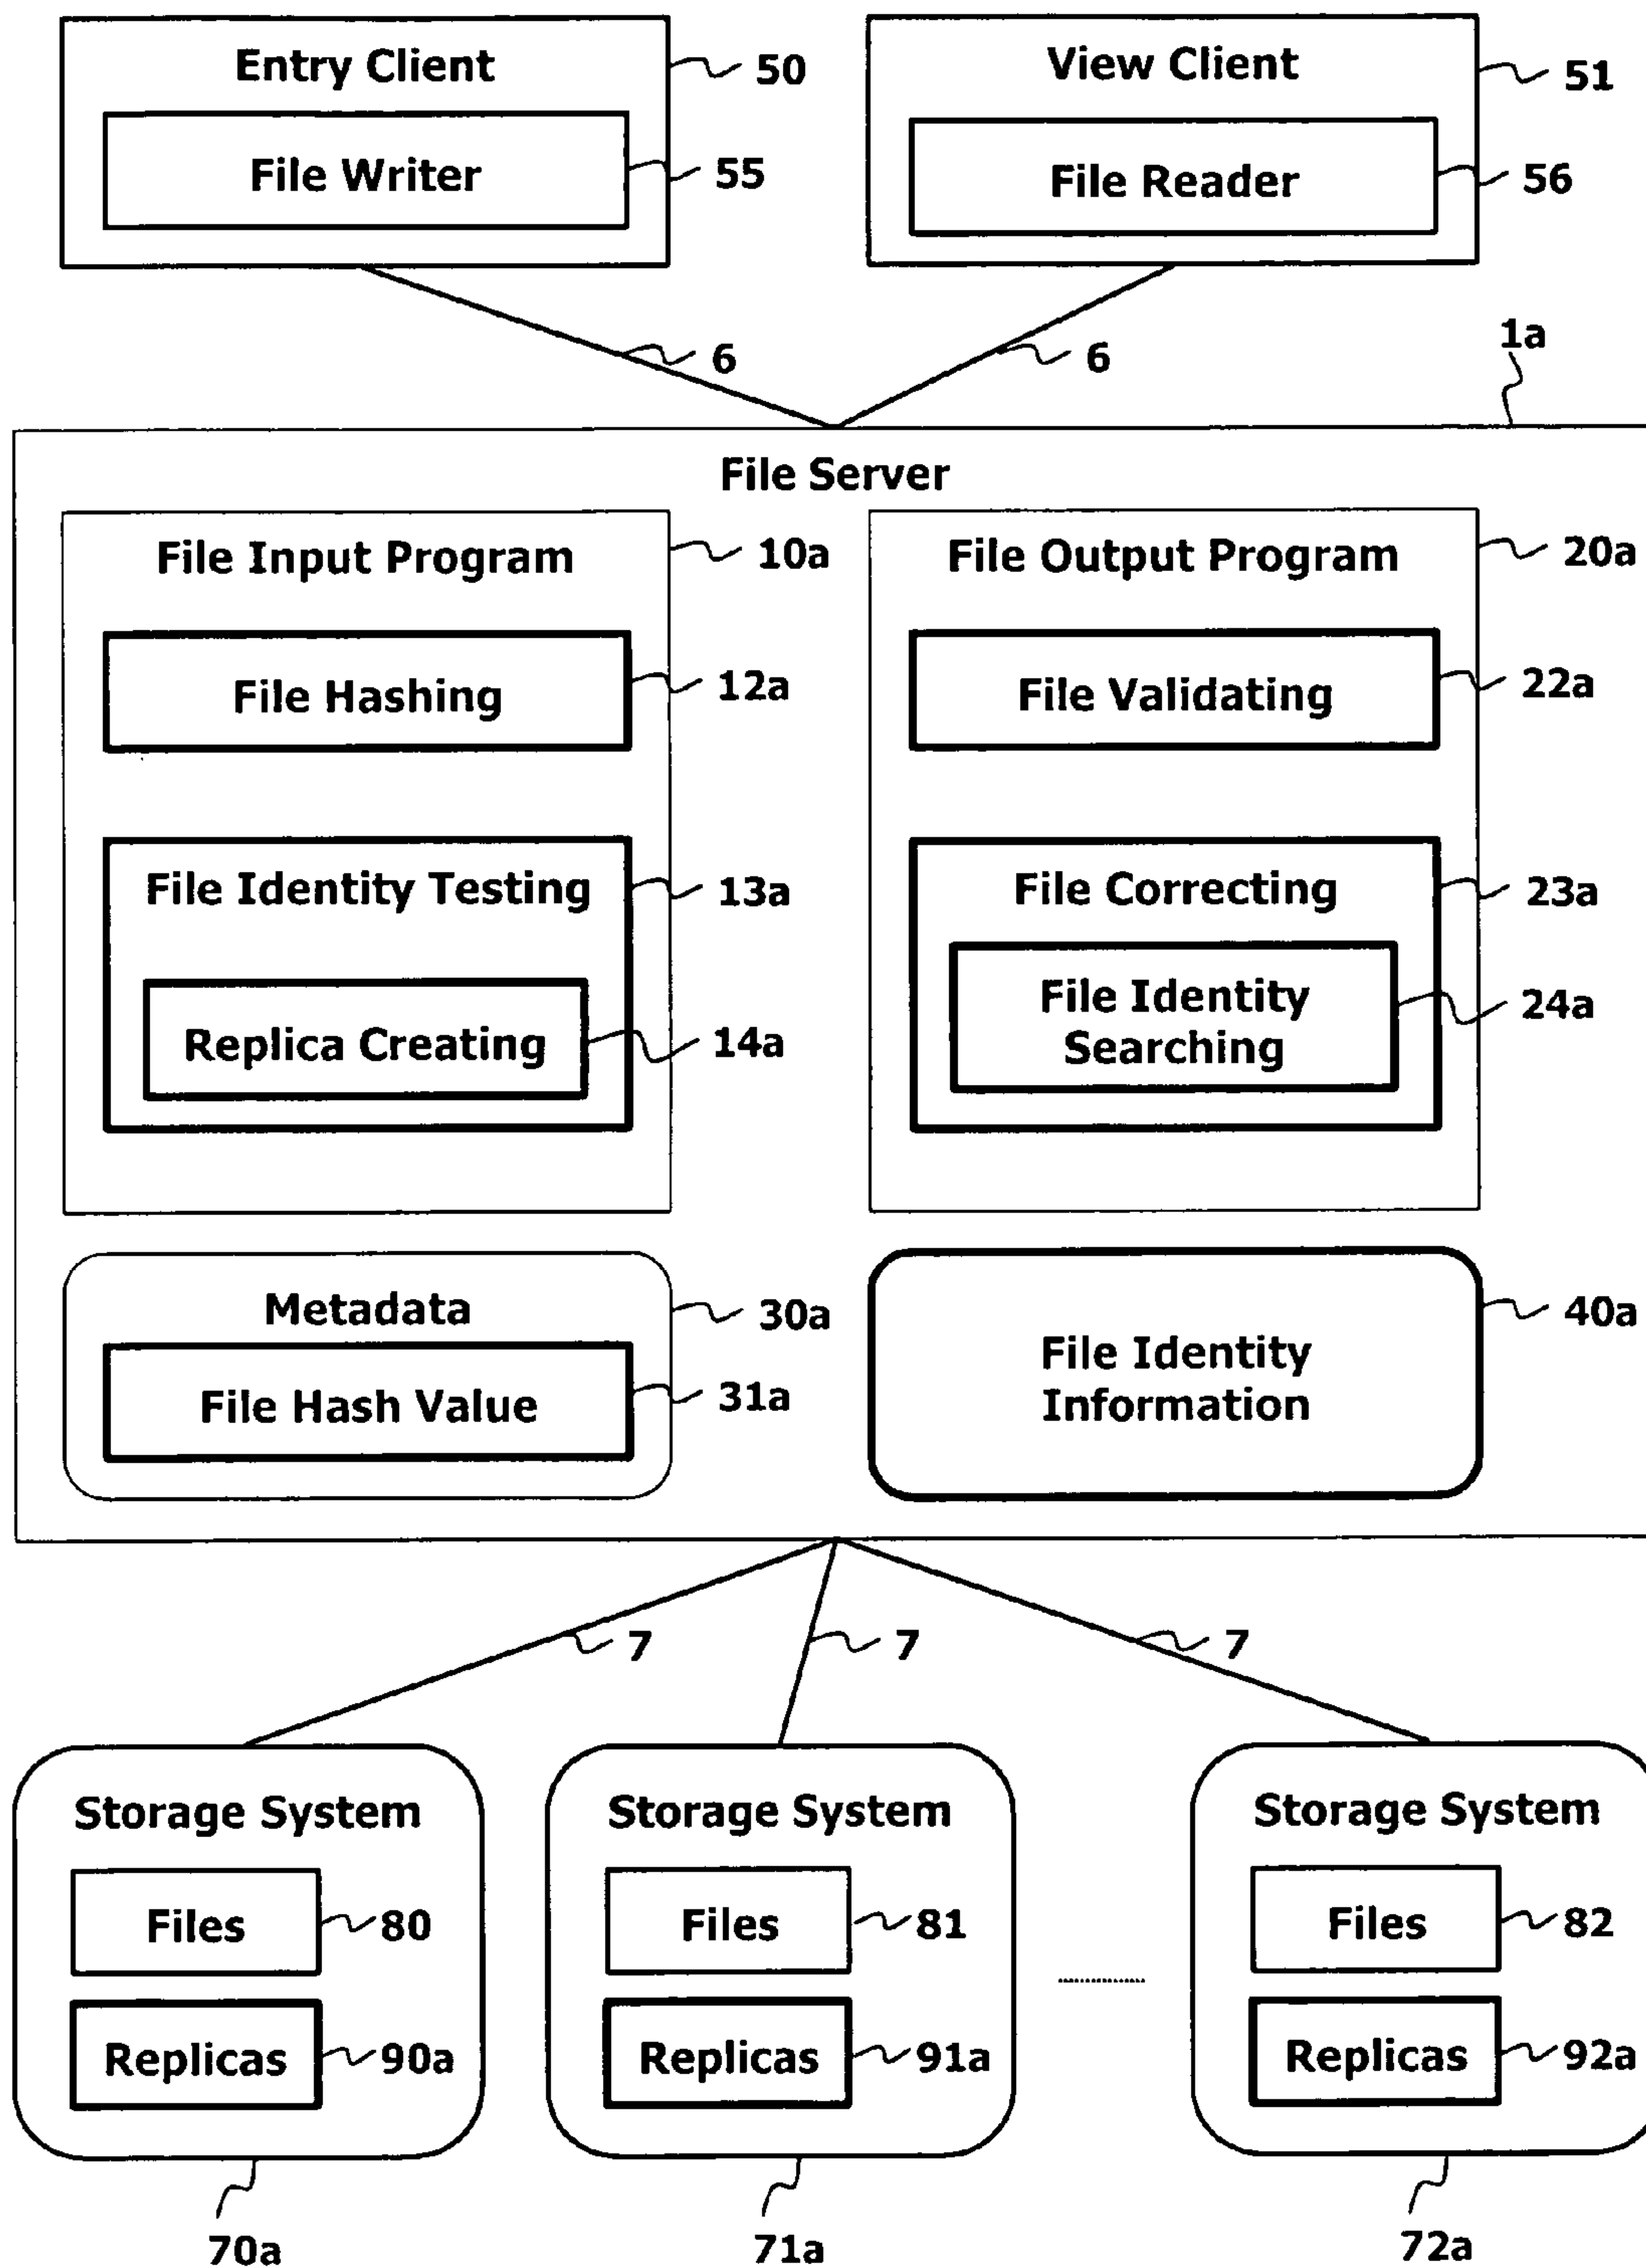 Entry Client
50
View Client
51
File Writer
55
File Reader
56
6
6
1a
File Server
File Input Program
10a
File Output Program
20a
File Hashing
12a
File Validating
22a
File Identity Testing
13a
File Correcting
23a
Replica Creating
14a
File Identity
Searching
24a
Metadata
30a
File Hash Value
31a
File Identity
Information
40a
7
7
7
Storage System
Storage System
Storage System
Files
80
Files
81
Files
82
Replicas
90a
Replicas
91a
Replicas
92a
70a
71a
72a